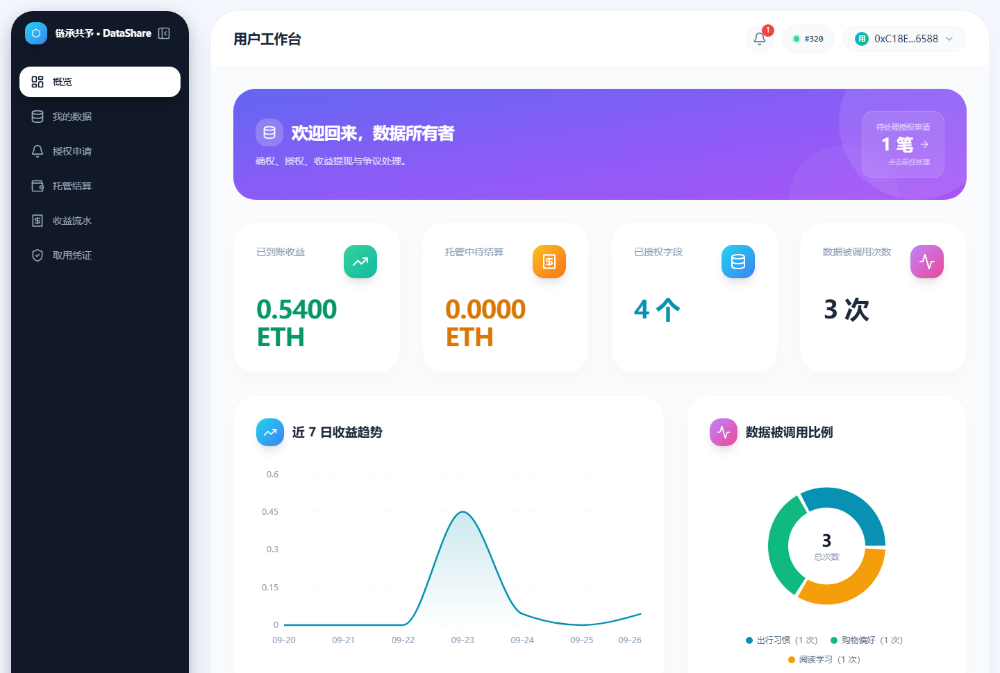 链承共予 • DataShare
概览
我的数据
授权申请
托管结算
收益流水
取用凭证
用户工作台
1
#320
用
0xC18E...6588
欢迎回来，数据所有者
确权、授权、收益提现与争议处理。
待处理授权申请
1 笔
点击前往处理
已到账收益
0.5400
ETH
托管中待结算
0.0000
ETH
已授权字段
4 个
数据被调用次数
3 次
近 7 日收益趋势
0.6
0.45
0.3
0.15
0
09-20
09-21
09-22
09-23
09-24
09-25
09-26
数据被调用比例
3
总次数
出行习惯（1 次）
购物偏好（1 次）
阅读学习（1 次）